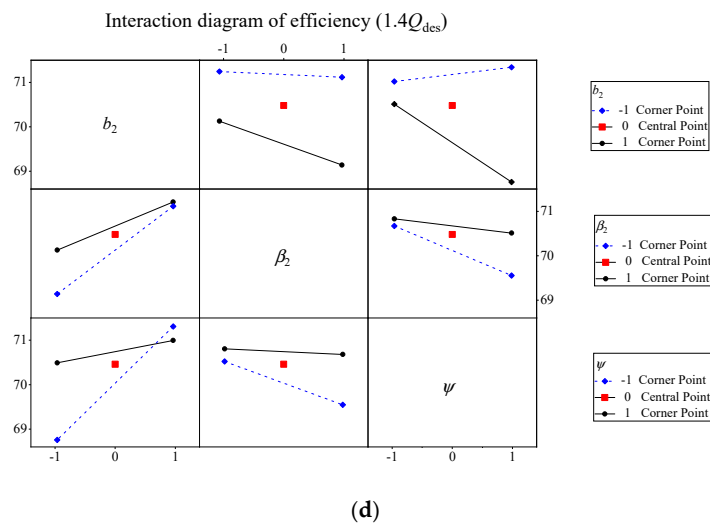 Interaction diagram of efficiency (1.4Q_des)
-1 0 1
71
70
69
b₂
β₂
71
70
69
71
70
69
ψ
-1 0 1
-1 0 1
b₂
-1 Corner Point
0 Central Point
1 Corner Point
β₂
-1 Corner Point
0 Central Point
1 Corner Point
ψ
-1 Corner Point
0 Central Point
1 Corner Point
(d)